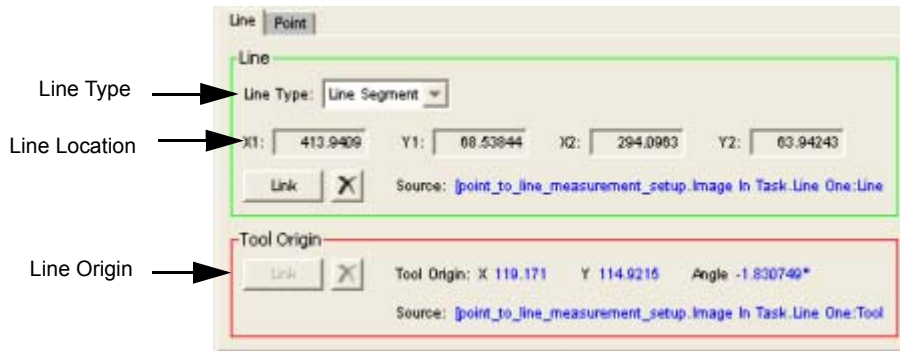 Line Point
Line
Line Type
Line Type: Line Segment
Line Location
X1: 413.9409 Y1: 68.53844 X2: 294.0963 Y2: 63.94243
Link X Source: [point_to_line_measurement_setup.Image In Task.Line One:Line
Tool Origin
Line Origin
Link X Tool Origin: X 119.171 Y 114.9216 Angle -1.830749°
Source: [point_to_line_measurement_setup.Image In Task.Line One:Tool